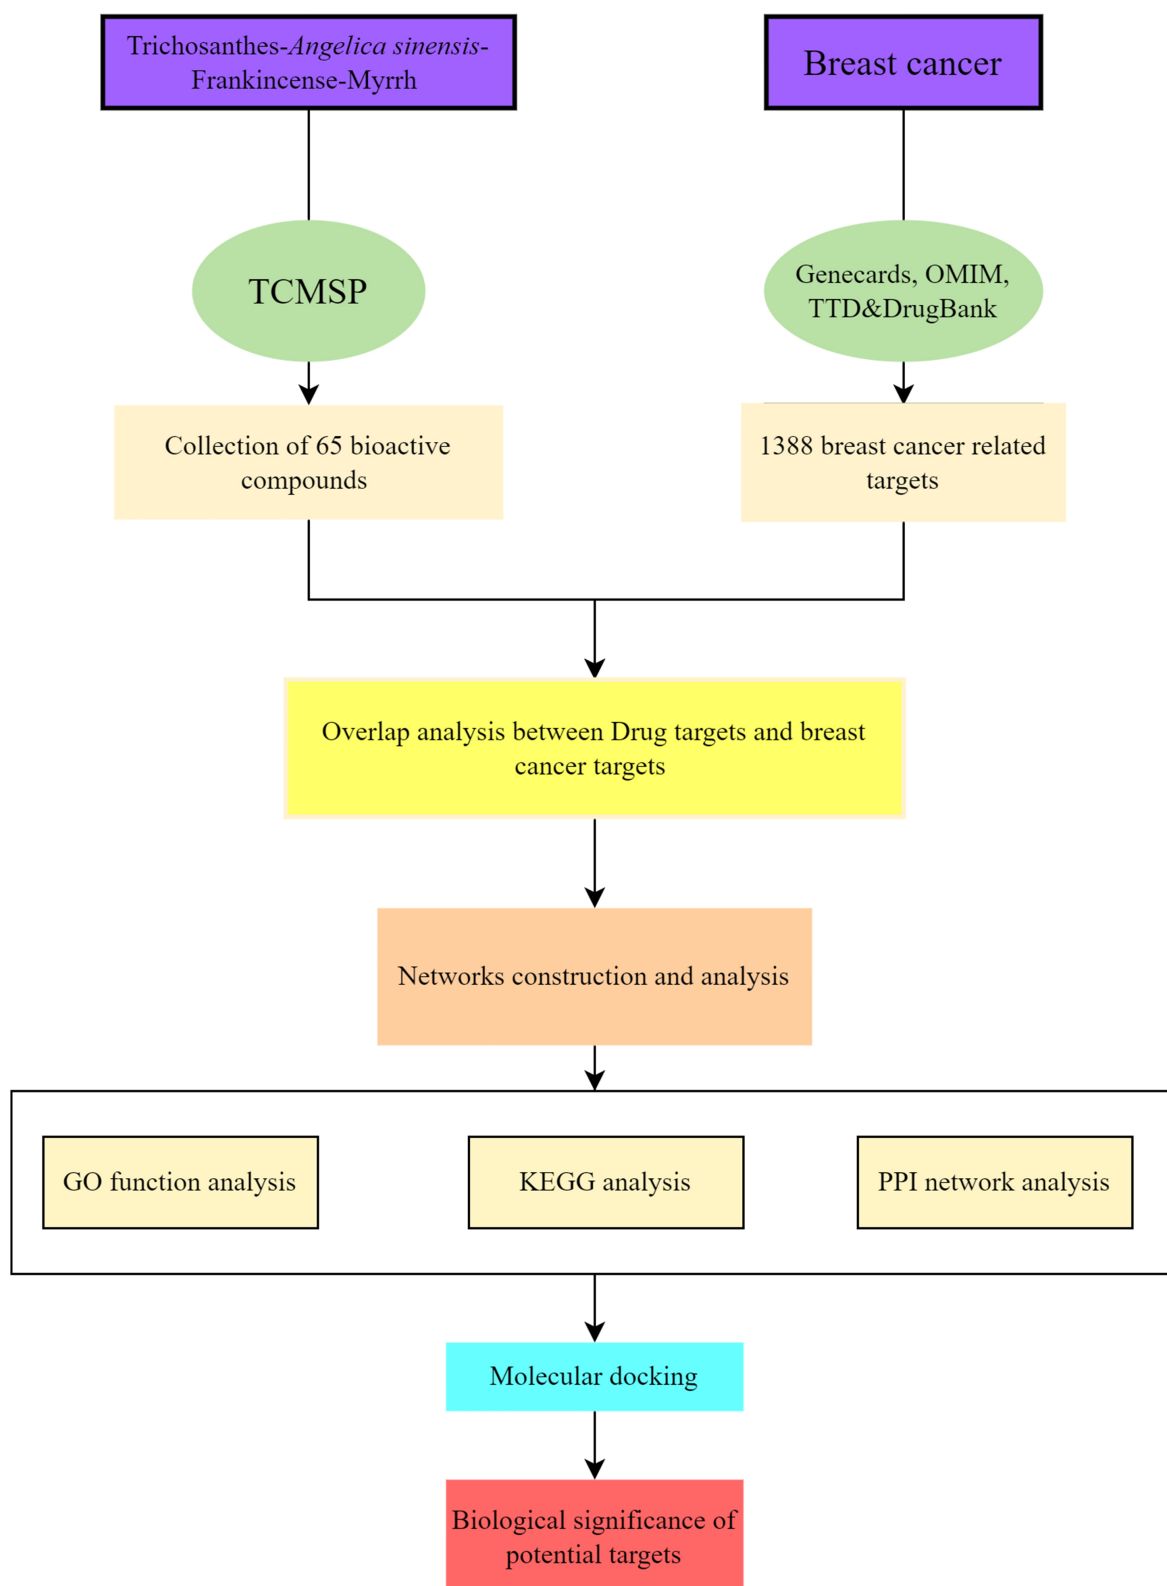 Trichosanthes-Angelica sinensis-
Frankincense-Myrrh
Breast cancer
TCMSP
Genecards, OMIM,
TTD&DrugBank
Collection of 65 bioactive
compounds
1388 breast cancer related
targets
Overlap analysis between Drug targets and breast
cancer targets
Networks construction and analysis
GO function analysis
KEGG analysis
PPI network analysis
Molecular docking
Biological significance of
potential targets